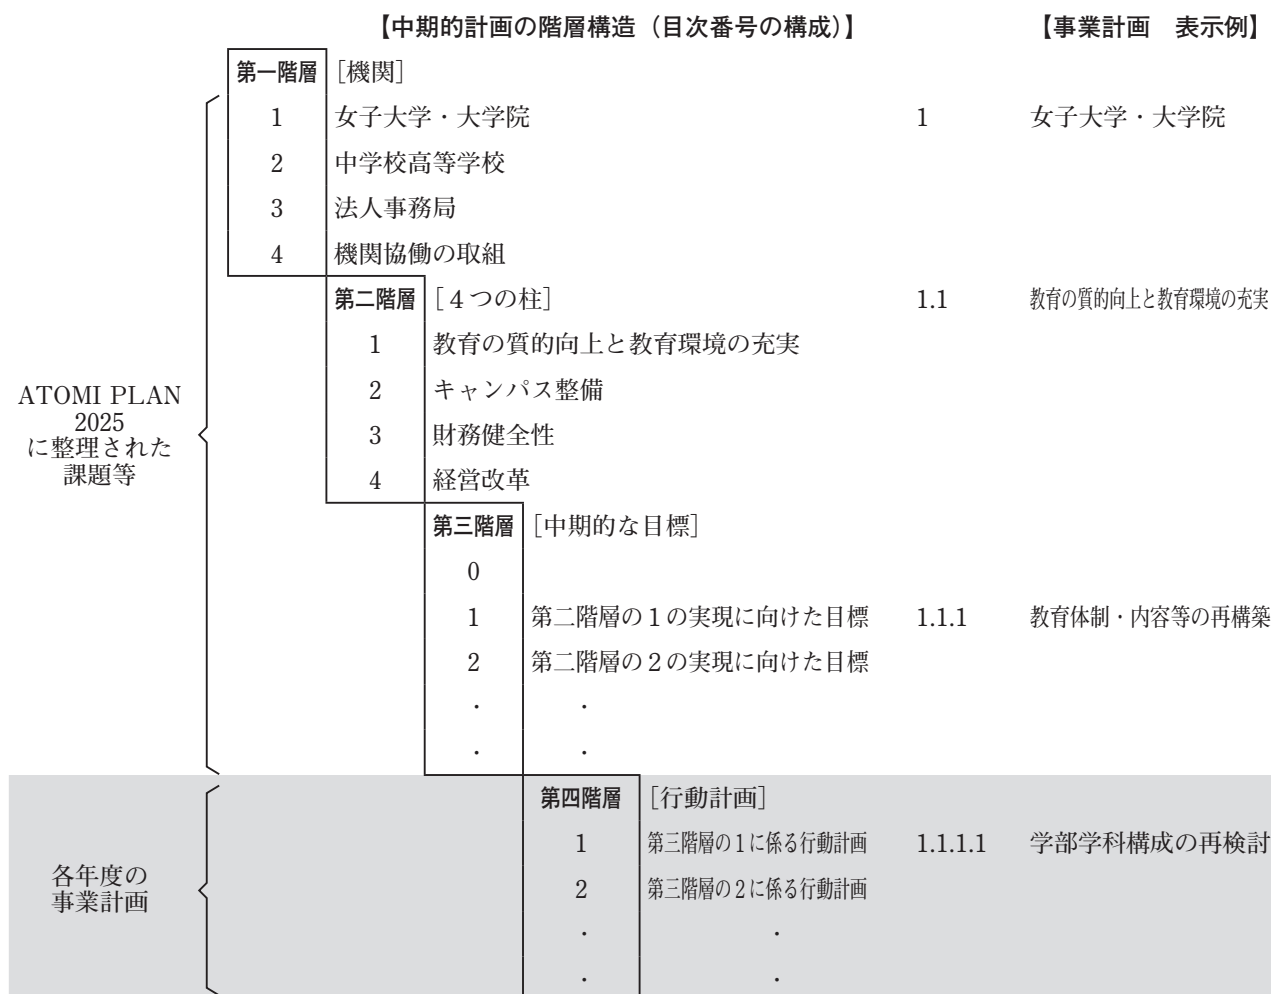 【中期的計画の階層構造（目次番号の構成）】 【事業計画　表示例】
第一階層 ［機関］
1 女子大学・大学院 1 女子大学・大学院
2 中学校高等学校
3 法人事務局
4 機関協働の取組
第二階層 ［４つの柱］ 1.1 教育の質的向上と教育環境の充実
1 教育の質的向上と教育環境の充実
2 キャンパス整備
3 財務健全性
4 経営改革
ATOMI PLAN
2025
に整理された
課題等
第三階層 ［中期的な目標］
0
1 第二階層の１の実現に向けた目標 1.1.1 教育体制・内容等の再構築
2 第二階層の２の実現に向けた目標
・ ・
・ ・
第四階層 ［行動計画］
1 第三階層の１に係る行動計画 1.1.1.1 学部学科構成の再検討
2 第三階層の２に係る行動計画
・ ・
・ ・
各年度の
事業計画